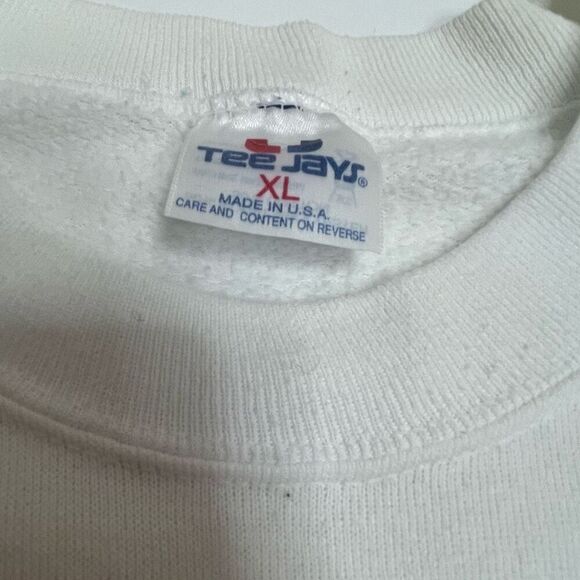 Tee Jays®
XL
MADE IN U.S.A.
CARE AND CONTENT ON REVERSE